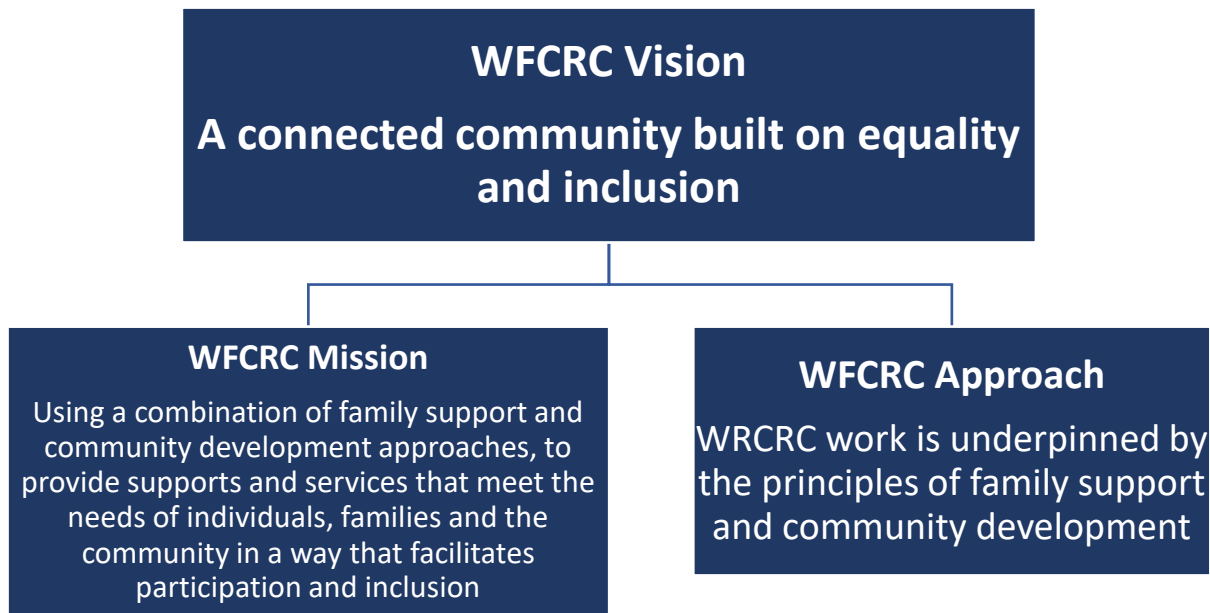 WFCRC Vision
A connected community built on equality
and inclusion
WFCRC Mission
Using a combination of family support and
community development approaches, to
provide supports and services that meet the
needs of individuals, families and the
community in a way that facilitates
participation and inclusion
WFCRC Approach
WRCRC work is underpinned by
the principles of family support
and community development